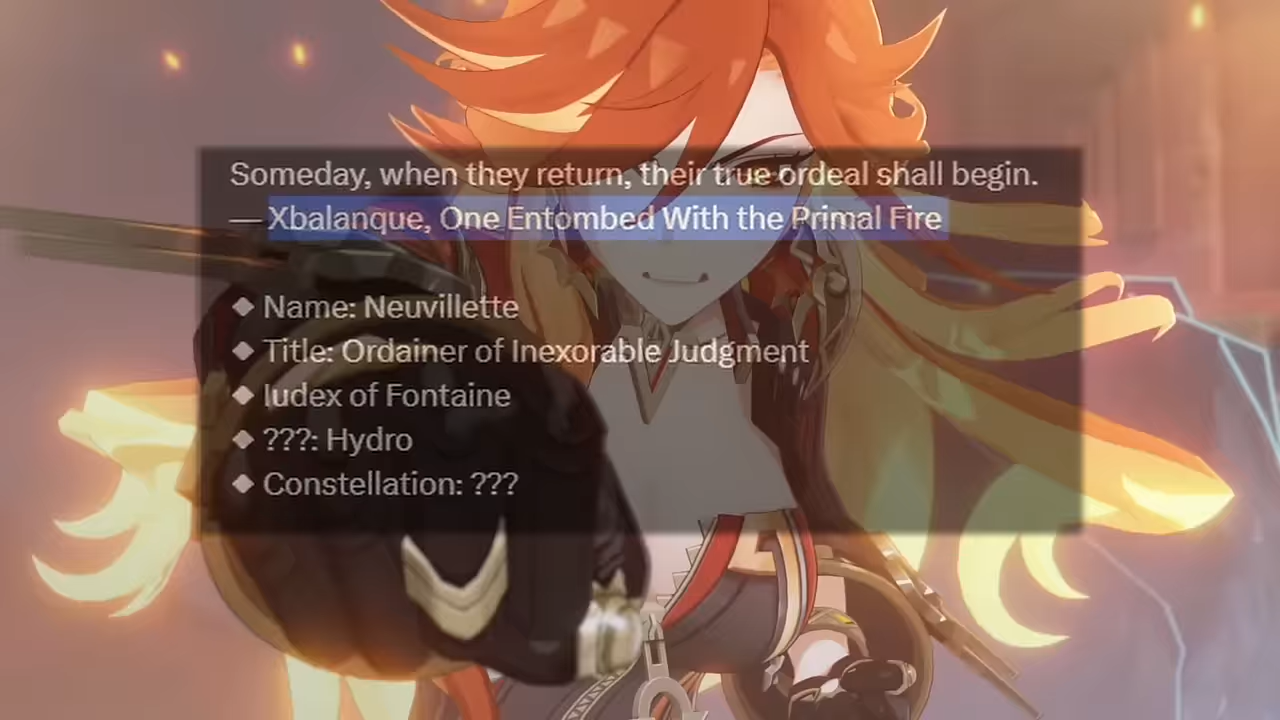 Someday, when they return, their true ordeal shall begin.
— Xbalanque, One Entombed With the Primal Fire
◆ Name: Neuvillette
◆ Title: Ordainer of Inexorable Judgment
◆ Iudex of Fontaine
◆ ???: Hydro
◆ Constellation: ???